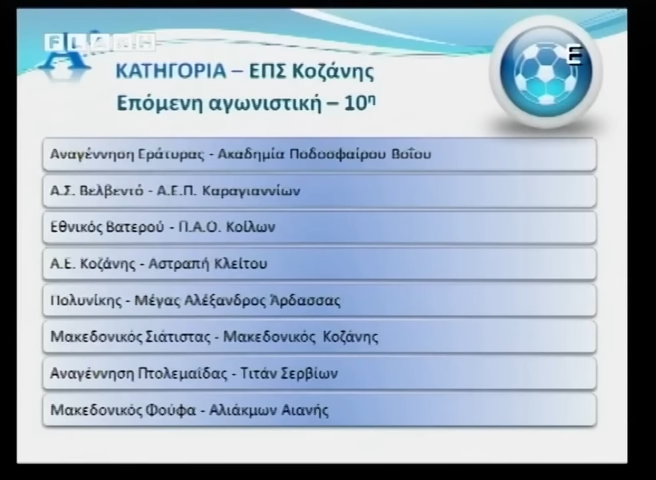 FLASH
Α' ΚΑΤΗΓΟΡΙΑ – ΕΠΣ Κοζάνης
Ε
Επόμενη αγωνιστική – 10η
Αναγέννηση Εράτυρας - Ακαδημία Ποδοσφαίρου Βοΐου
Α.Σ. Βελβεντό - Α.Ε.Π. Καραγιαννίων
Εθνικός Βατερού - Π.Α.Ο. Κοίλων
Α.Ε. Κοζάνης - Αστραπή Κλείτου
Πολυνίκης - Μέγας Αλέξανδρος Άρδασσας
Μακεδονικός Σιάτιστας - Μακεδονικός Κοζάνης
Αναγέννηση Πτολεμαΐδας - Τιτάν Σερβίων
Μακεδονικός Φούφα - Αλιάκμων Αιανής